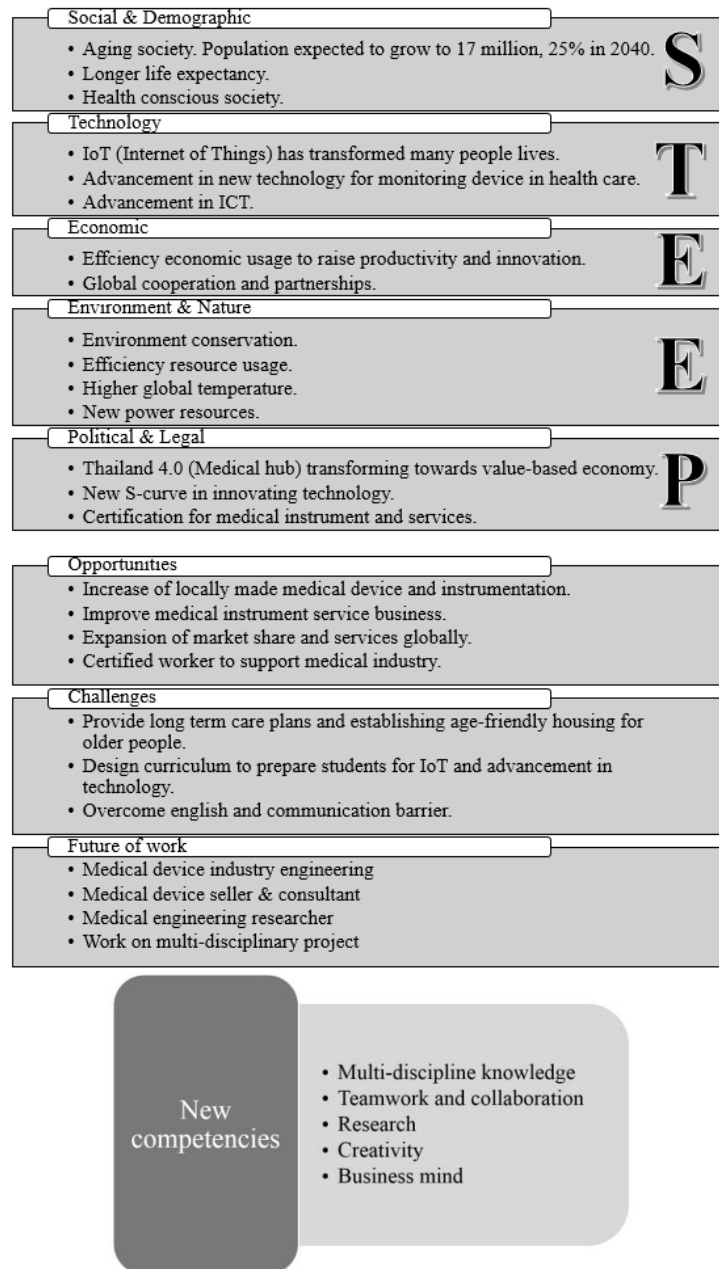 Social & Demographic
• Aging society. Population expected to grow to 17 million, 25% in 2040.
• Longer life expectancy.
• Health conscious society.
S
Technology
• IoT (Internet of Things) has transformed many people lives.
• Advancement in new technology for monitoring device in health care.
• Advancement in ICT.
T
Economic
• Effciency economic usage to raise productivity and innovation.
• Global cooperation and partnerships.
E
Environment & Nature
• Environment conservation.
• Efficiency resource usage.
• Higher global temperature.
• New power resources.
E
Political & Legal
• Thailand 4.0 (Medical hub) transforming towards value-based economy.
• New S-curve in innovating technology.
• Certification for medical instrument and services.
P
Opportunities
• Increase of locally made medical device and instrumentation.
• Improve medical instrument service business.
• Expansion of market share and services globally.
• Certified worker to support medical industry.
Challenges
• Provide long term care plans and establishing age-friendly housing for
older people.
• Design curriculum to prepare students for IoT and advancement in
technology.
• Overcome english and communication barrier.
Future of work
• Medical device industry engineering
• Medical device seller & consultant
• Medical engineering researcher
• Work on multi-disciplinary project
New
competencies
• Multi-discipline knowledge
• Teamwork and collaboration
• Research
• Creativity
• Business mind